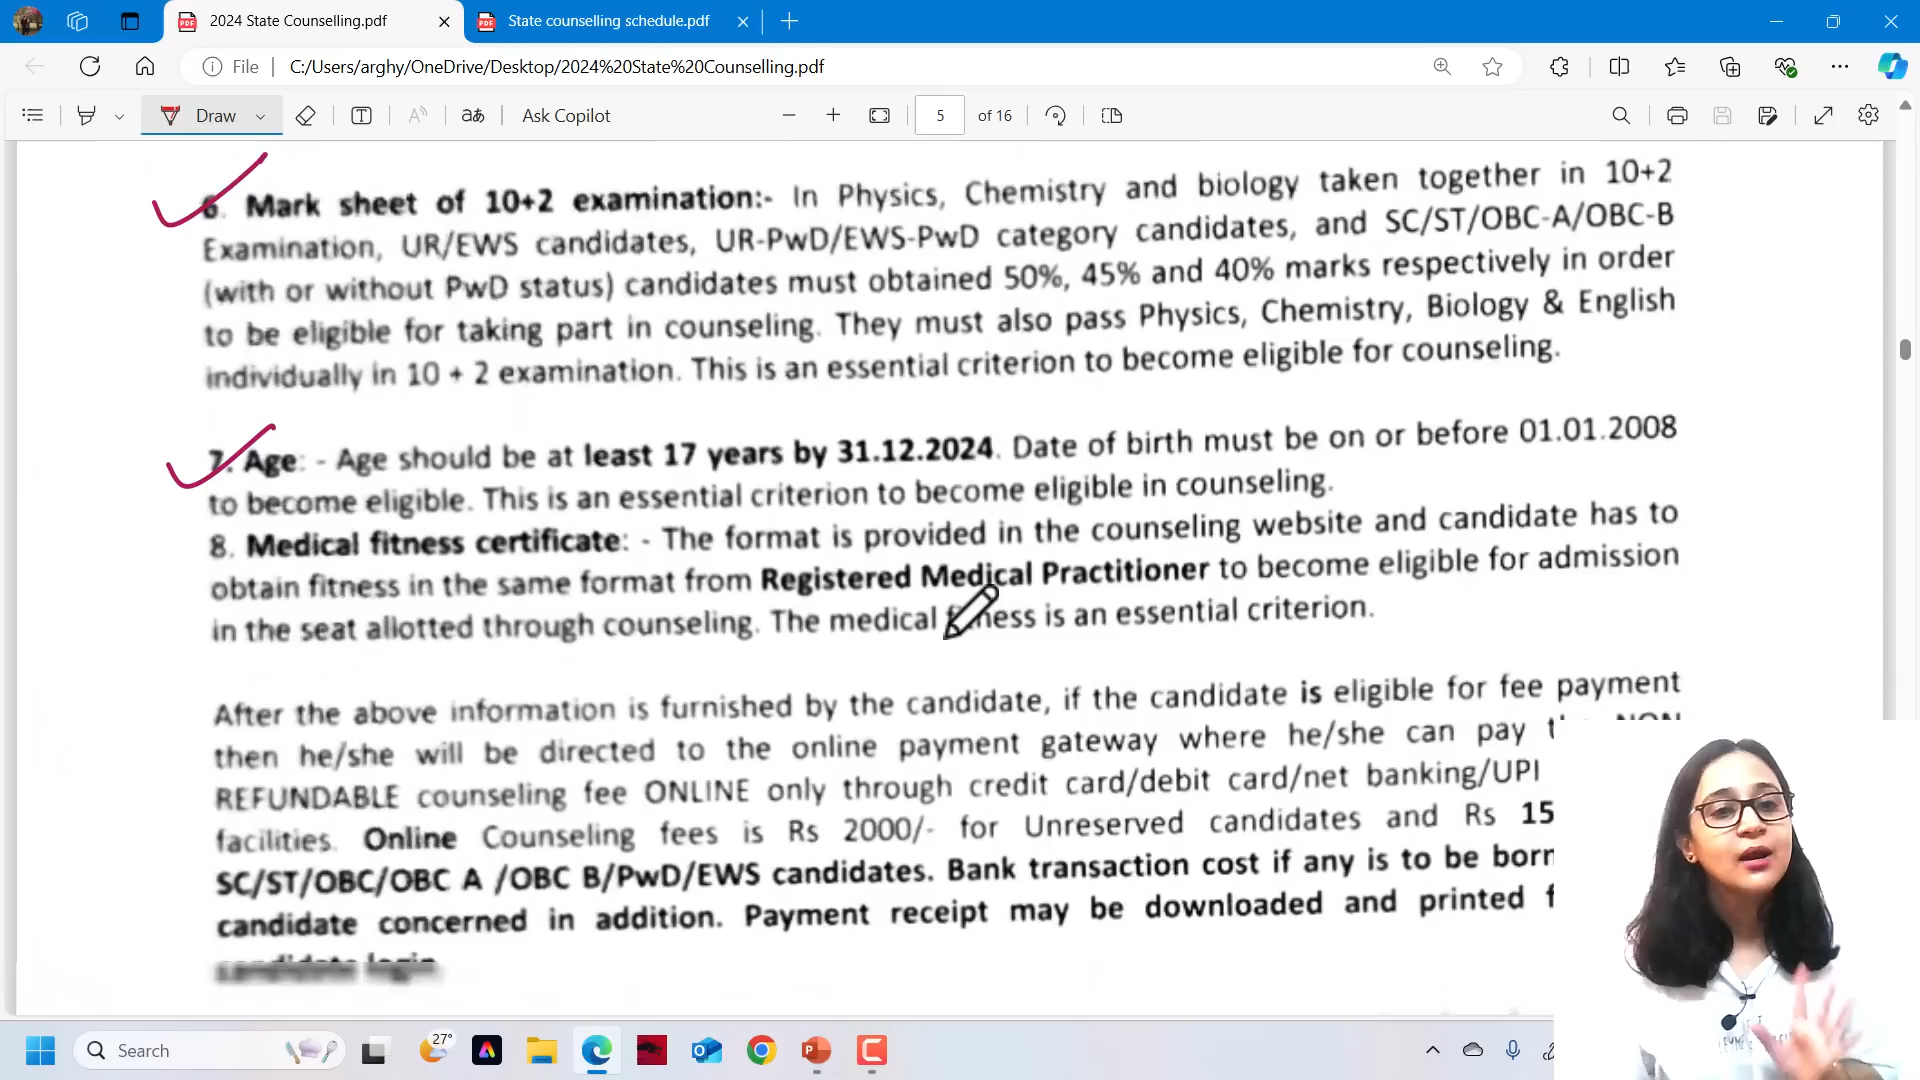 2024 State Counselling.pdf
State counselling schedule.pdf
File
C:/Users/arghy/OneDrive/Desktop/2024%20State%20Counselling.pdf
Draw
Ask Copilot
5
of 16
6. Mark sheet of 10+2 examination:- In Physics, Chemistry and biology taken together in 10+2
Examination, UR/EWS candidates, UR-PwD/EWS-PwD category candidates, and SC/ST/OBC-A/OBC-B
(with or without PwD status) candidates must obtained 50%, 45% and 40% marks respectively in order
to be eligible for taking part in counseling. They must also pass Physics, Chemistry, Biology & English
individually in 10 + 2 examination. This is an essential criterion to become eligible for counseling.
7. Age: - Age should be at least 17 years by 31.12.2024. Date of birth must be on or before 01.01.2008
to become eligible. This is an essential criterion to become eligible in counseling.
8. Medical fitness certificate: - The format is provided in the counseling website and candidate has to
obtain fitness in the same format from Registered Medical Practitioner to become eligible for admission
in the seat allotted through counseling. The medical fitness is an essential criterion.
After the above information is furnished by the candidate, if the candidate is eligible for fee payment
then he/she will be directed to the online payment gateway where he/she can pay NON
REFUNDABLE counseling fee ONLINE only through credit card/debit card/net banking/UPI
facilities. Online Counseling fees is Rs 2000/- for Unreserved candidates and Rs 15
SC/ST/OBC/OBC A /OBC B/PwD/EWS candidates. Bank transaction cost if any is to be born
candidate concerned in addition. Payment receipt may be downloaded and printed f
candidate login
Search
27°